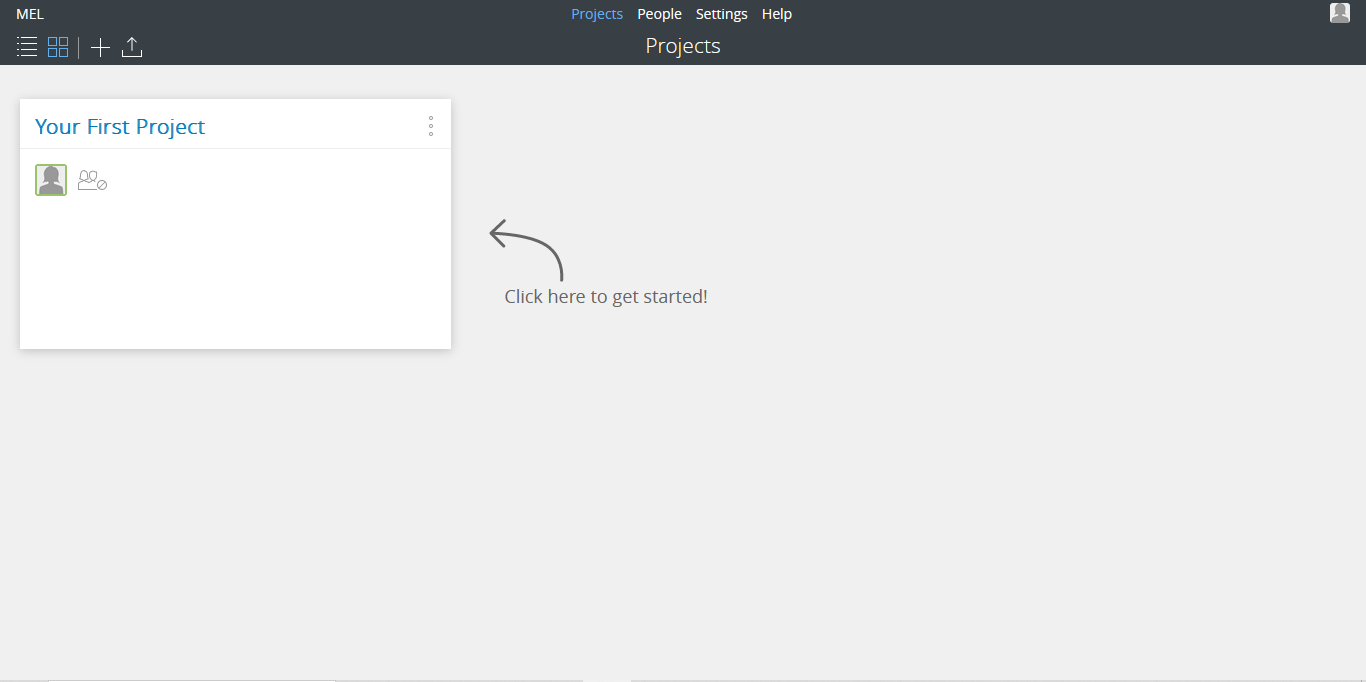 MEL
Projects People Settings Help
Projects
Your First Project
Click here to get started!